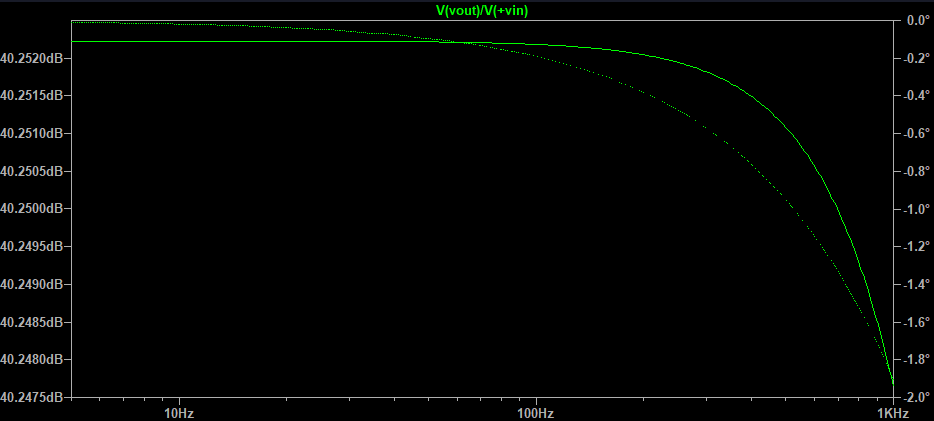 V(vout)/V(+vin)
40.2520dB
40.2515dB
40.2510dB
40.2505dB
40.2500dB
40.2495dB
40.2490dB
40.2485dB
40.2480dB
40.2475dB
0.0°
-0.2°
-0.4°
-0.6°
-0.8°
-1.0°
-1.2°
-1.4°
-1.6°
-1.8°
-2.0°
10Hz
100Hz
1KHz